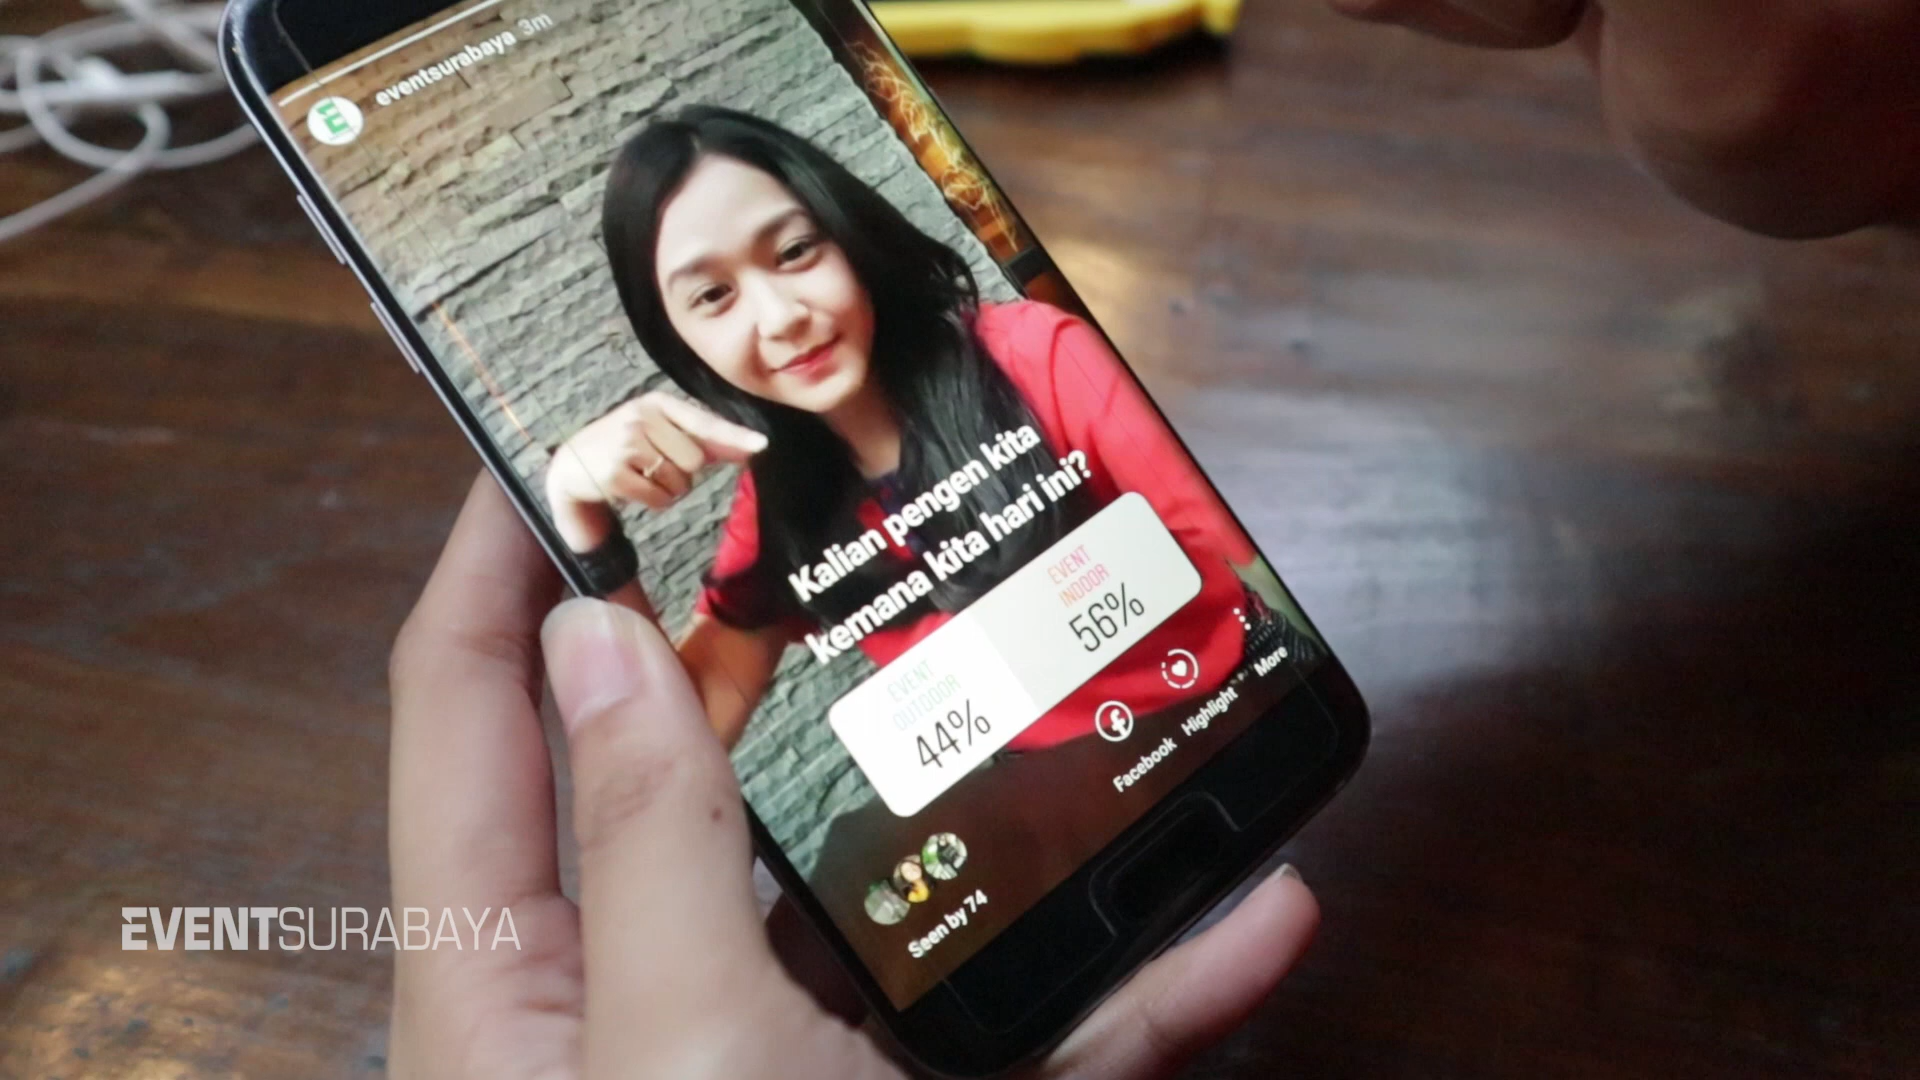 eventsurabaya 3m
Kalian pengen kita
kemana kita hari ini?
EVENT
OUTDOOR
44%
EVENT
INDOOR
56%
Facebook
Highlight
More
Seen by 74
EVENTSURABAYA